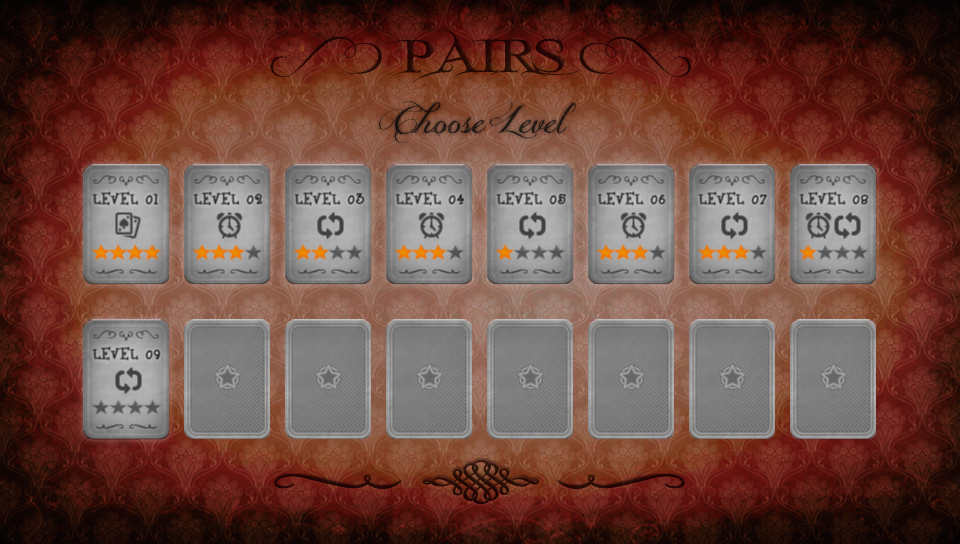 PAIRS
Choose Level
LEVEL 01
LEVEL 02
LEVEL 03
LEVEL 04
LEVEL 05
LEVEL 06
LEVEL 07
LEVEL 08
LEVEL 09